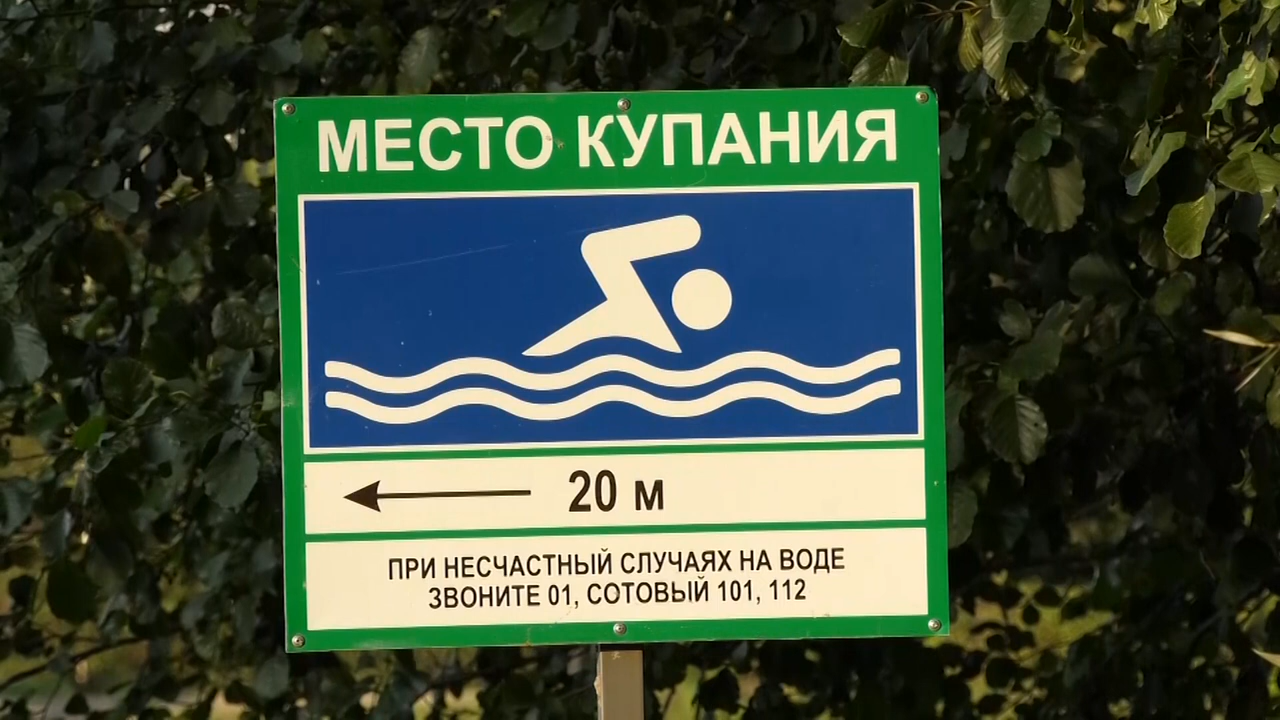 МЕСТО КУПАНИЯ
20 м
ПРИ НЕСЧАСТНЫЙ СЛУЧАЯХ НА ВОДЕ
ЗВОНИТЕ 01, СОТОВЫЙ 101, 112